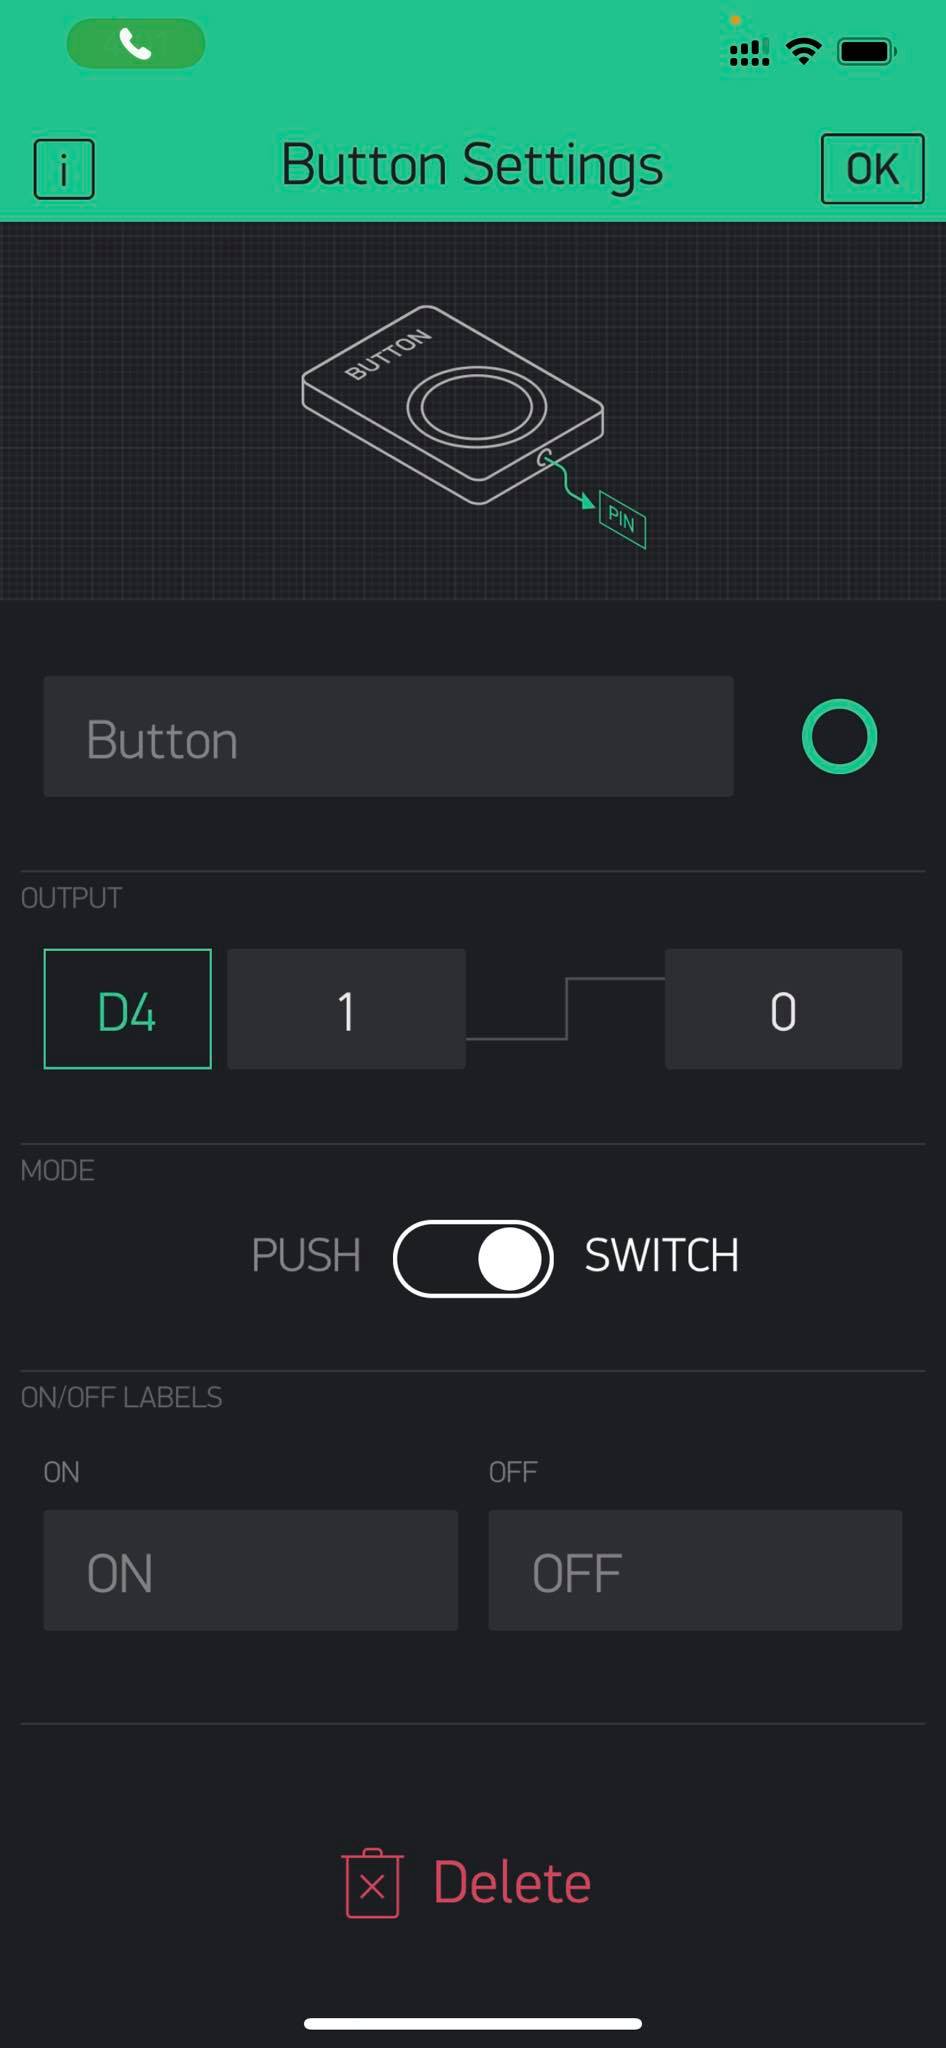 i
Button Settings
OK
BUTTON
PIN
Button
OUTPUT
D4
1
0
MODE
PUSH
SWITCH
ON/OFF LABELS
ON
OFF
ON
OFF
Delete